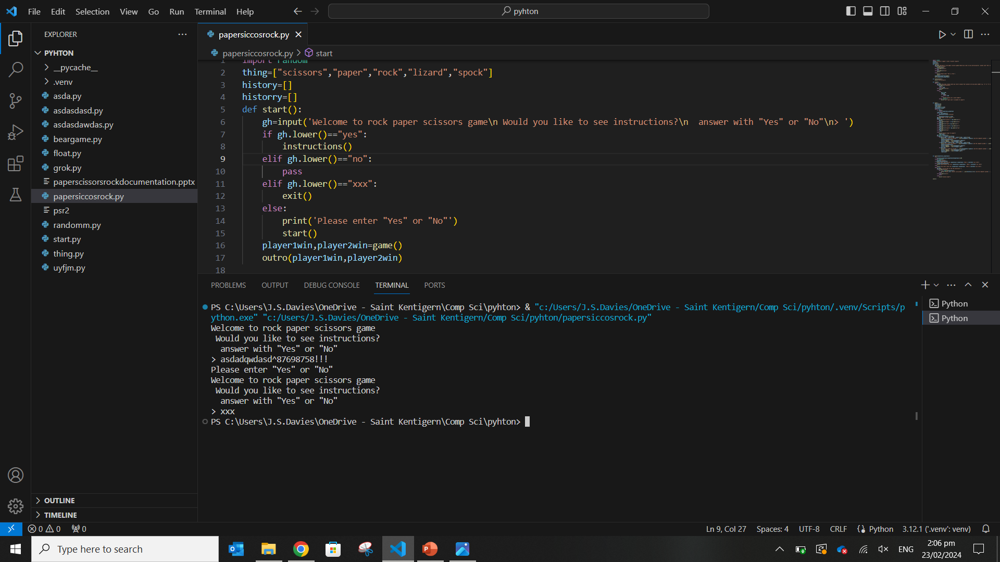 File Edit Selection View Go Run Terminal Help
pyhton
EXPLORER
PYHTON
__pycache__
.venv
asda.py
asdasdasd.py
asdasdawdas.py
beargame.py
float.py
grok.py
paperscissorsrockdocumentation.pptx
papersiccosrock.py
psr2
randomm.py
start.py
thing.py
uyfjm.py
OUTLINE
TIMELINE
papersiccosrock.py
papersiccosrock.py > start
1 import random
2 thing=["scissors","paper","rock","lizard","spock"]
3 history=[]
4 historry=[]
5 def start():
6 gh=input('Welcome to rock paper scissors game\n Would you like to see instructions?\n  answer with "Yes" or "No"\n> ')
7 if gh.lower()=="yes":
8 instructions()
9 elif gh.lower()=="no":
10 pass
11 elif gh.lower()=="xxx":
12 exit()
13 else:
14 print('Please enter "Yes" or "No"')
15 start()
16 player1win,player2win=game()
17 outro(player1win,player2win)
18
PROBLEMS OUTPUT DEBUG CONSOLE TERMINAL PORTS
PS C:\Users\J.S.Davies\OneDrive - Saint Kentigern\Comp Sci\pyhton> & "c:/Users/J.S.Davies/OneDrive - Saint Kentigern/Comp Sci/pyhton/.venv/Scripts/p
ython.exe" "c:/Users/J.S.Davies/OneDrive - Saint Kentigern/Comp Sci/pyhton/papersiccosrock.py"
Welcome to rock paper scissors game
Would you like to see instructions?
answer with "Yes" or "No"
> asdadqwdasd^87698758!!!
Please enter "Yes" or "No"
Welcome to rock paper scissors game
Would you like to see instructions?
answer with "Yes" or "No"
> xxx
PS C:\Users\J.S.Davies\OneDrive - Saint Kentigern\Comp Sci\pyhton>
Python
Python
0 0 0
Ln 9, Col 27 Spaces: 4 UTF-8 CRLF Python 3.12.1 ('.venv': venv)
Type here to search
ENG
2:06 pm
23/02/2024